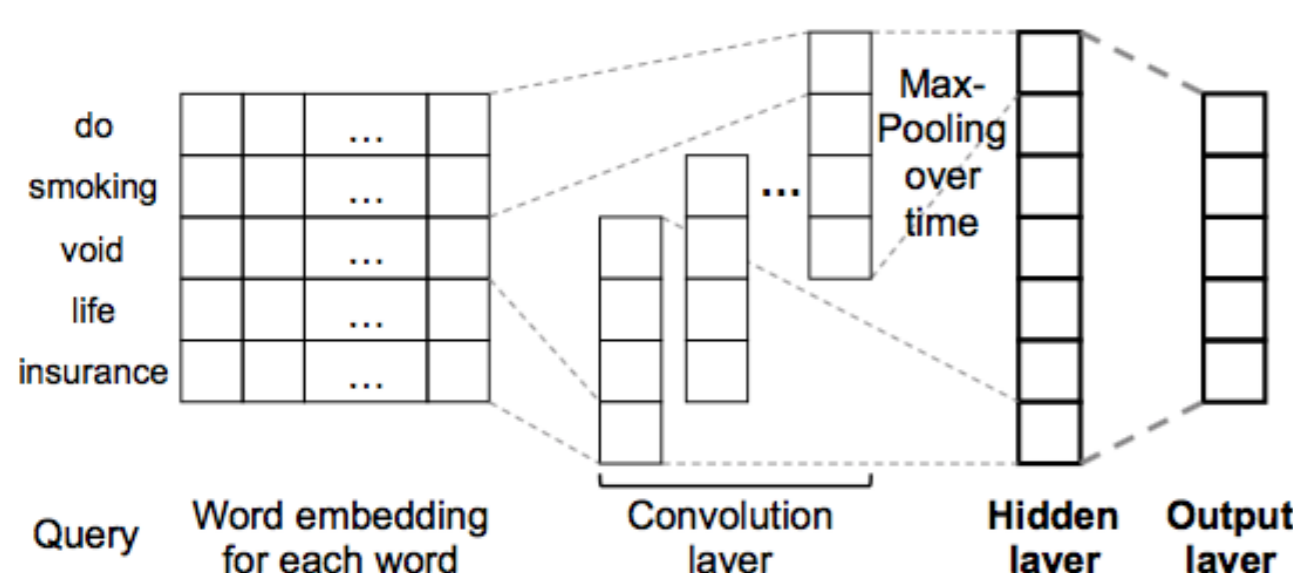 do
smoking
void
life
insurance
...
...
...
...
...
...
Max-
Pooling
over
time
Query
Word embedding
for each word
Convolution
layer
Hidden
layer
Output
layer